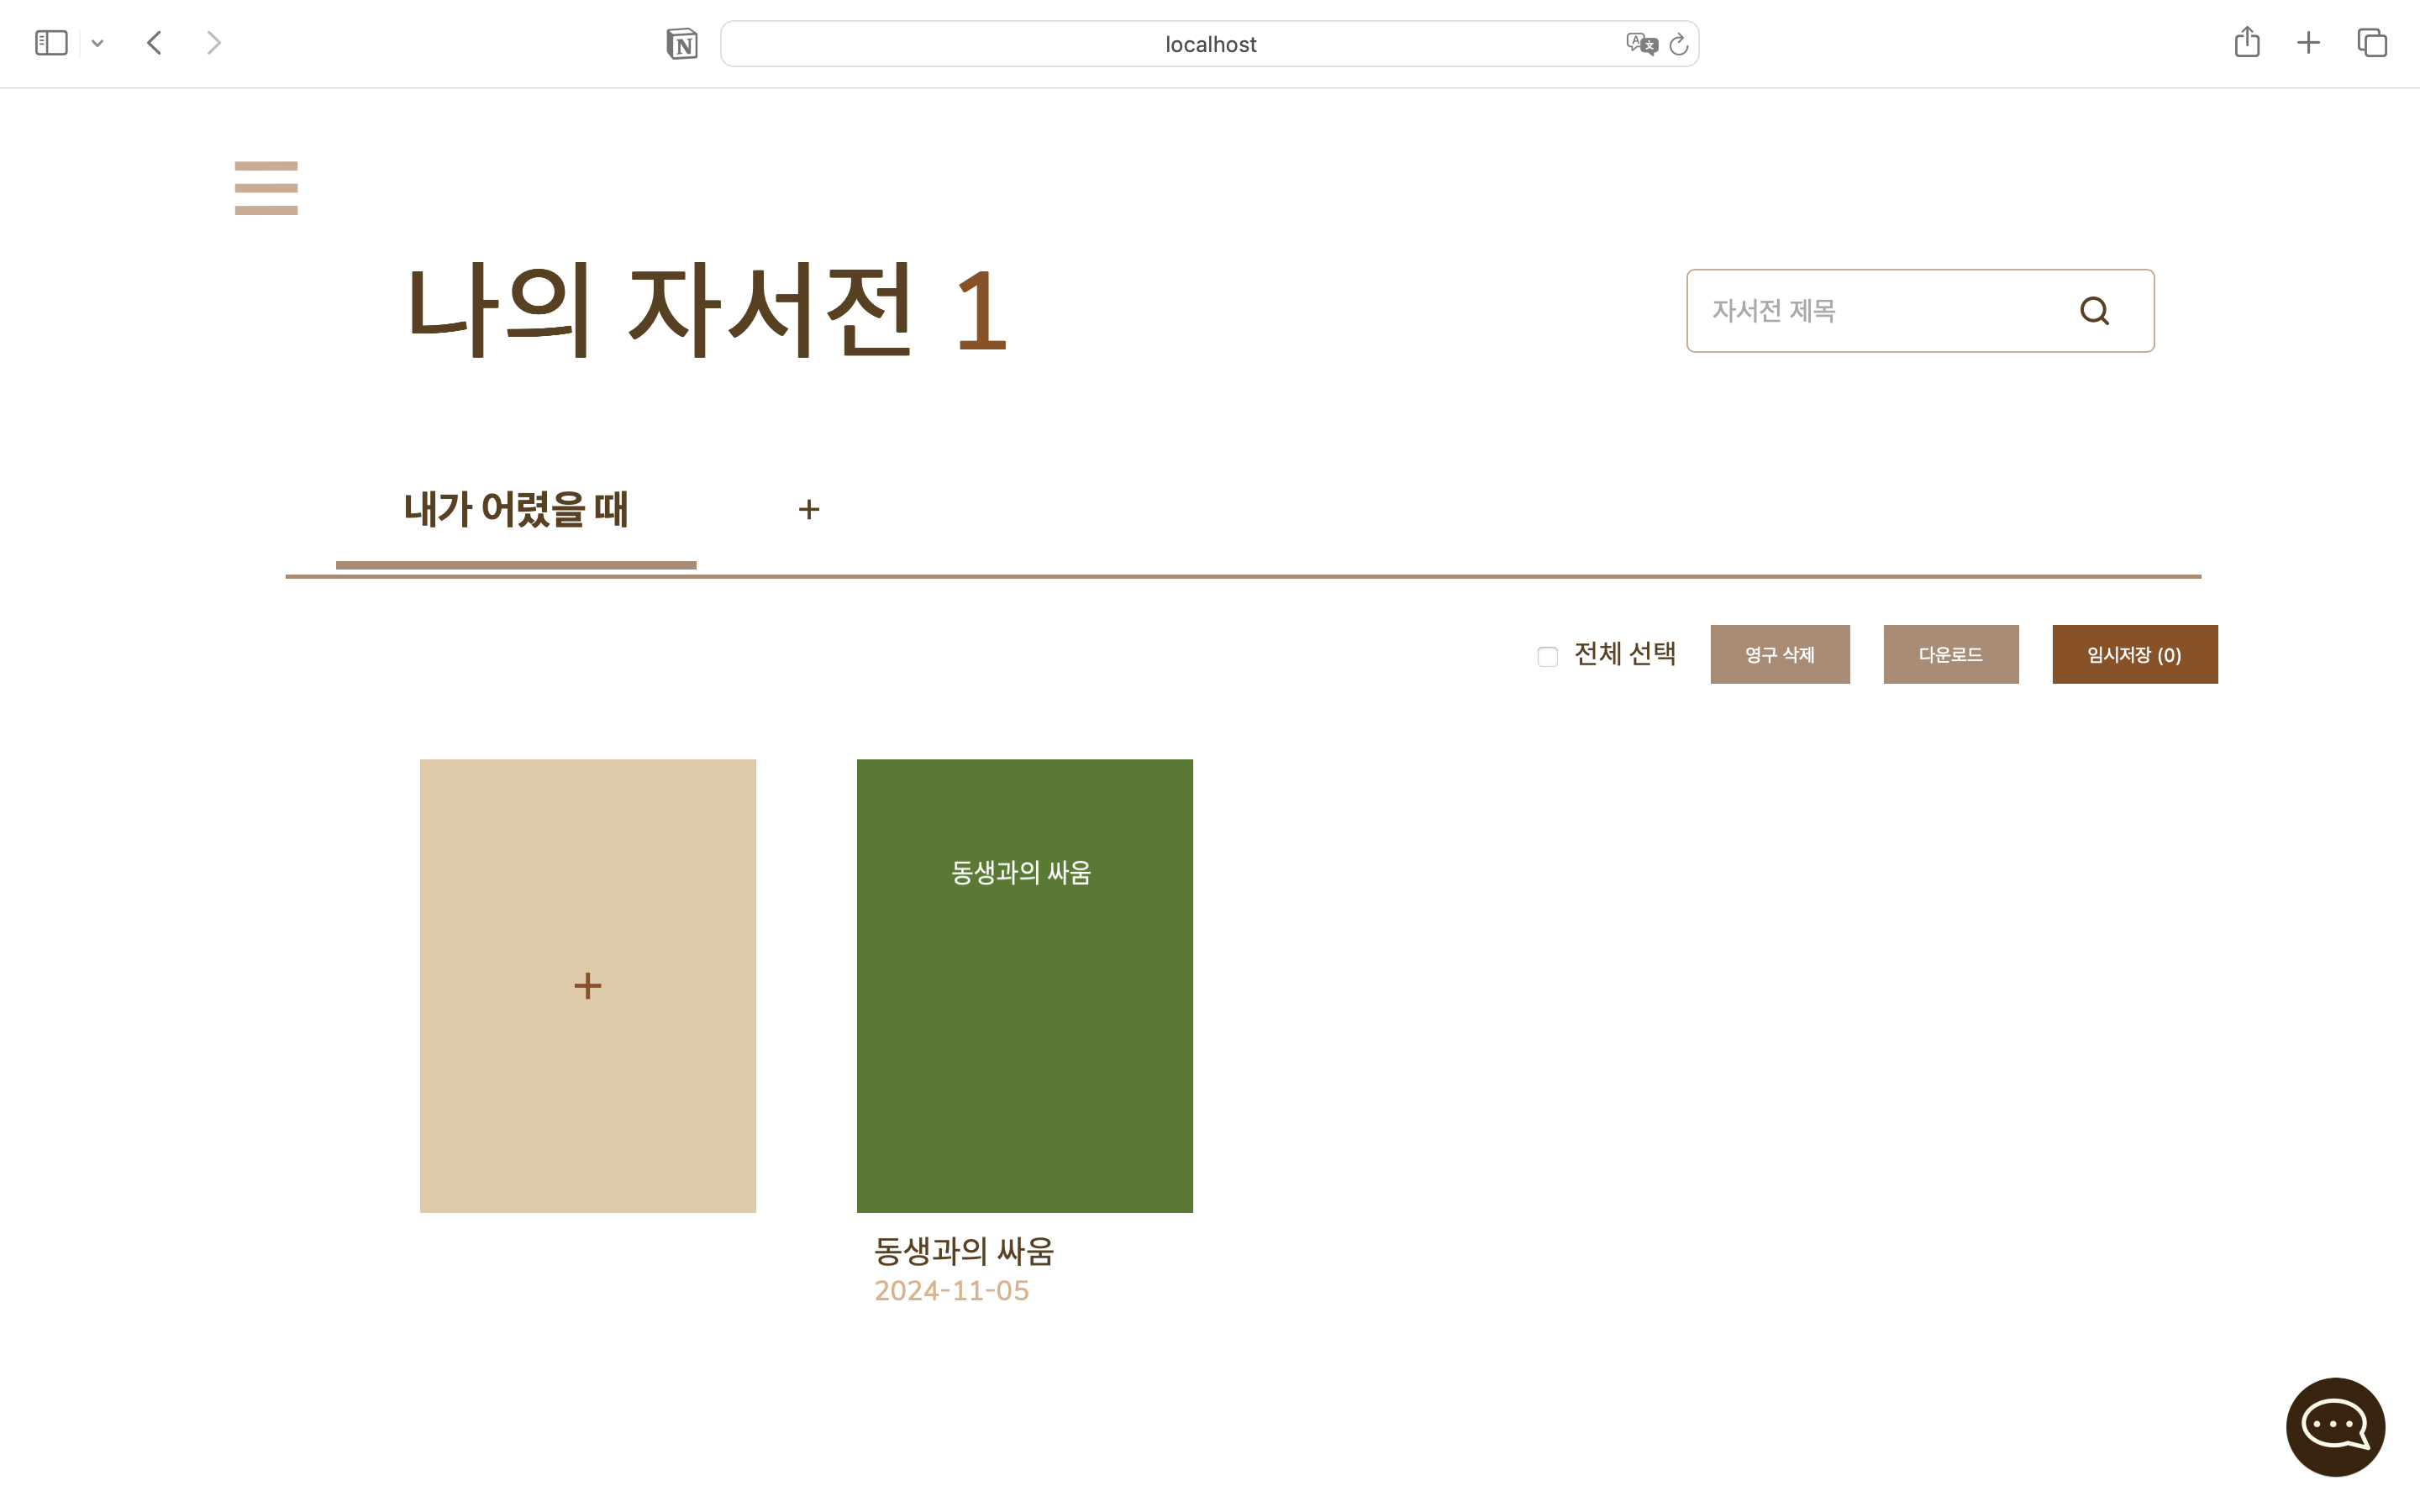 localhost
나의 자서전 1
자서전 제목
내가 어렸을 때 +
전체 선택 영구 삭제 다운로드 임시저장 (0)
+
동생과의 싸움
동생과의 싸움
2024-11-05